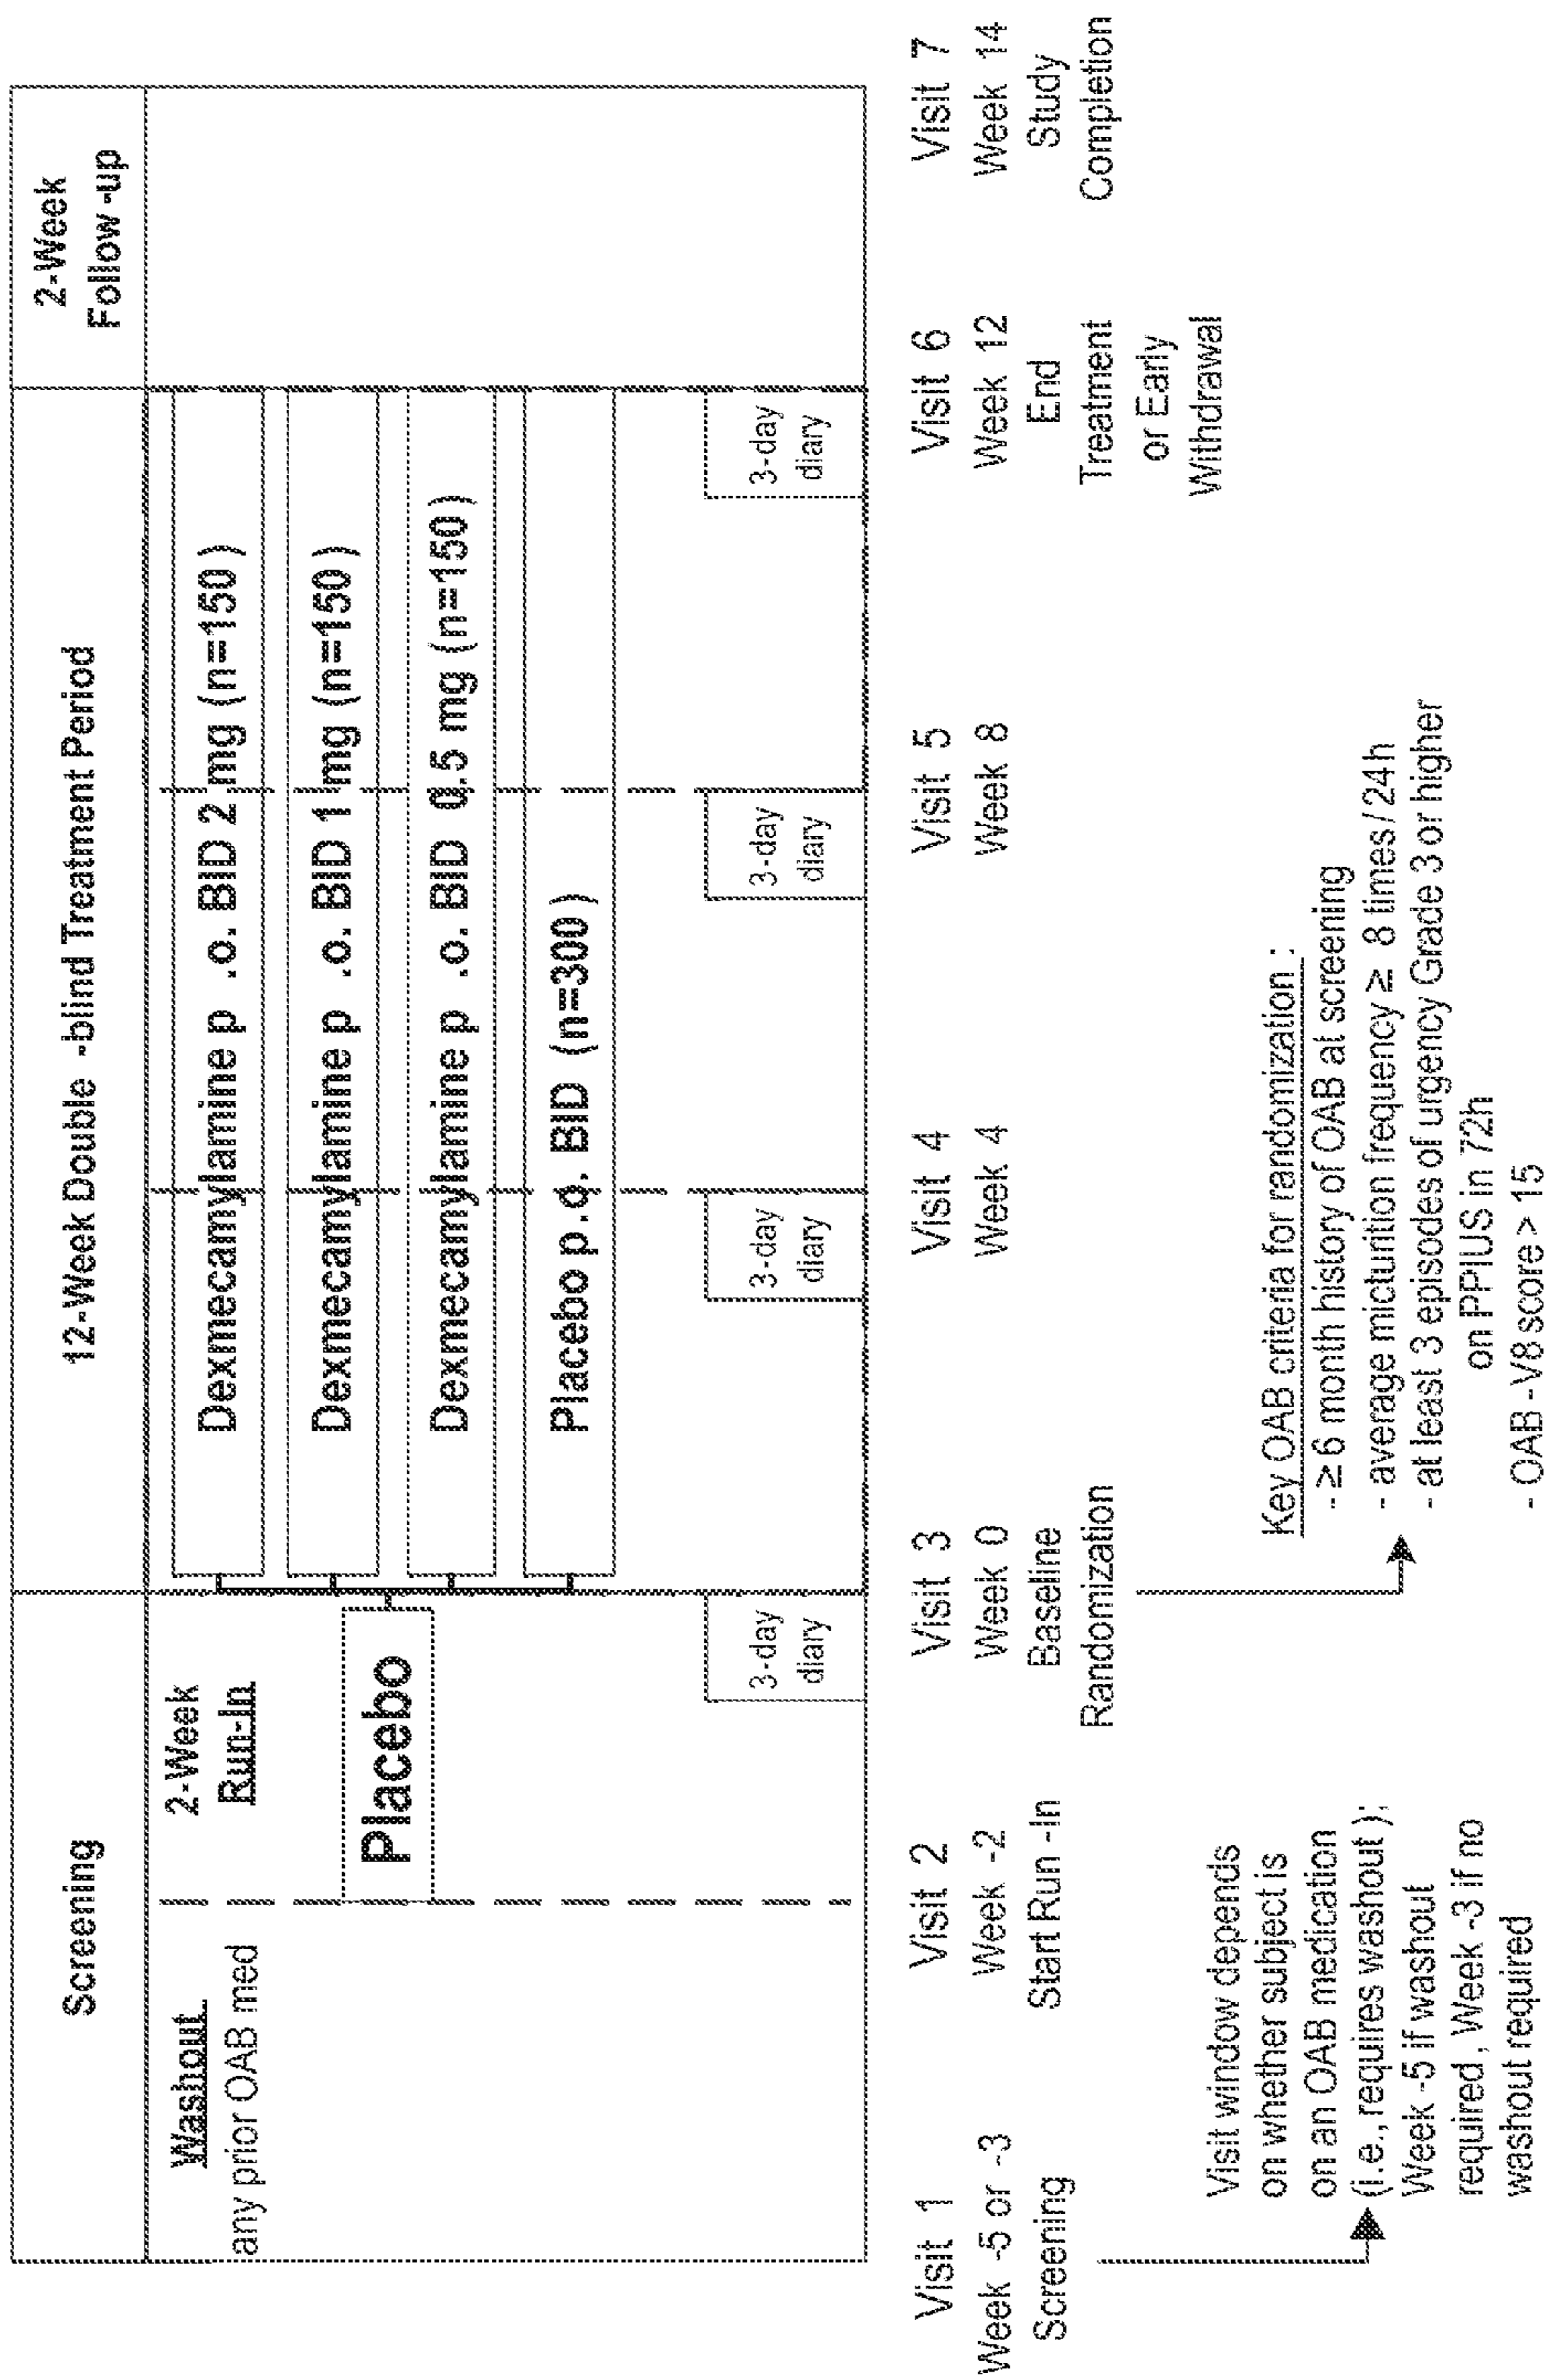 Screening
12-Week Double -blind Treatment Period
2-Week
Follow -up
Washout
any prior OAB med
2-Week
Run-In
Placebo
Dexmecamylamine p .o. BID 2 mg (n=150 )
Dexmecamylamine p .o. BID 1 mg (n=150 )
Dexmecamylamine p .o. BID 0.5 mg (n=150 )
Placebo p.o. BID (n=300 )
3-day
diary
3-day
diary
3-day
diary
3-day
diary
Visit 1
Week -5 or -3
Screening
Visit 2
Week -2
Start Run -In
Visit 3
Week 0
Baseline
Randomization
Visit 4
Week 4
Visit 5
Week 8
Visit 6
Week 12
End
Treatment
or Early
Withdrawal
Visit 7
Week 14
Study
Completion
Visit window depends
on whether subject is
on an OAB medication
(i.e., requires washout );
Week -5 if washout
required , Week -3 if no
washout required
Key OAB criteria for randomization :
- ≥ 6 month history of OAB at screening
- average micturition frequency ≥ 8 times / 24h
- at least 3 episodes of urgency Grade 3 or higher
on PPIUS in 72h
- OAB -V8 score > 15